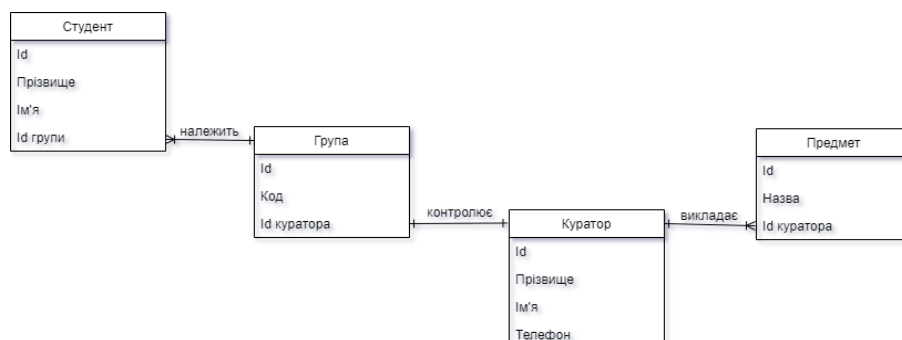 Студент
Id
Прізвище
Ім'я
Id групи
належить
Група
Id
Код
Id куратора
контролює
Куратор
Id
Прізвище
Ім'я
Телефон
викладає
Предмет
Id
Назва
Id куратора